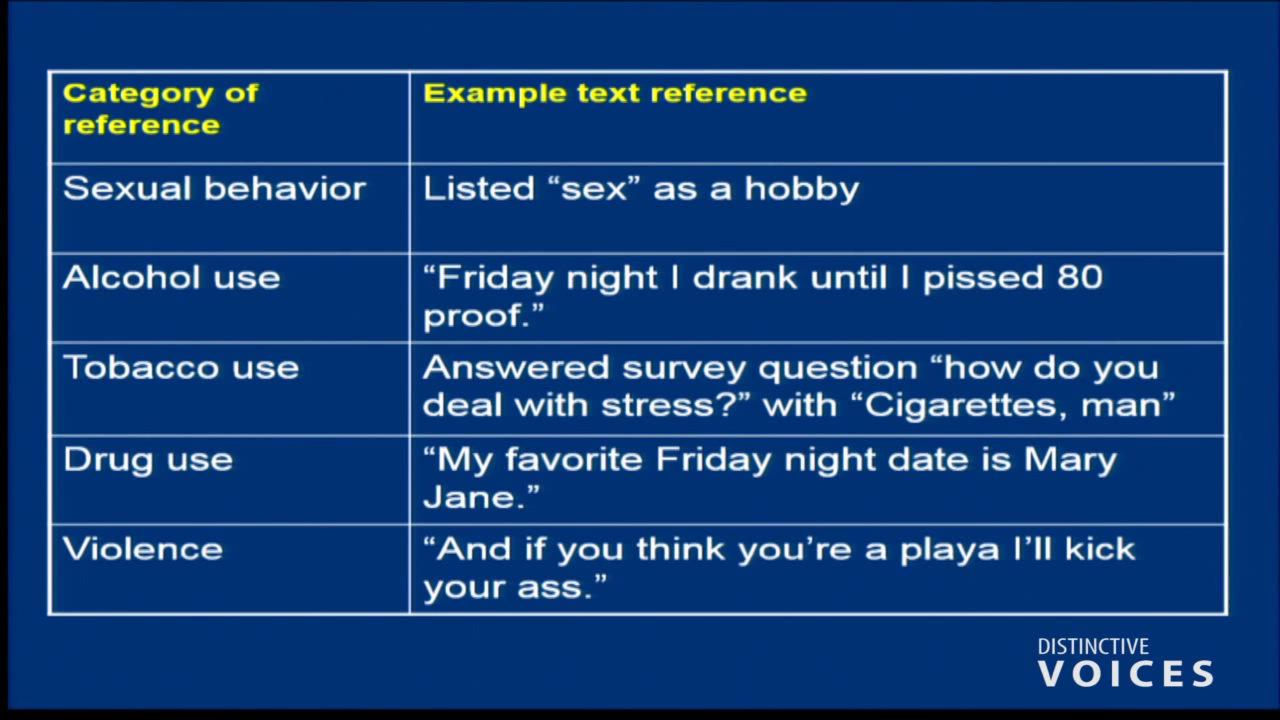 Category of
reference
Example text reference
Sexual behavior
Listed “sex” as a hobby
Alcohol use
“Friday night I drank until I pissed 80
proof.”
Tobacco use
Answered survey question “how do you
deal with stress?” with “Cigarettes, man”
Drug use
“My favorite Friday night date is Mary
Jane.”
Violence
“And if you think you’re a playa I’ll kick
your ass.”
DISTINCTIVE
VOICES